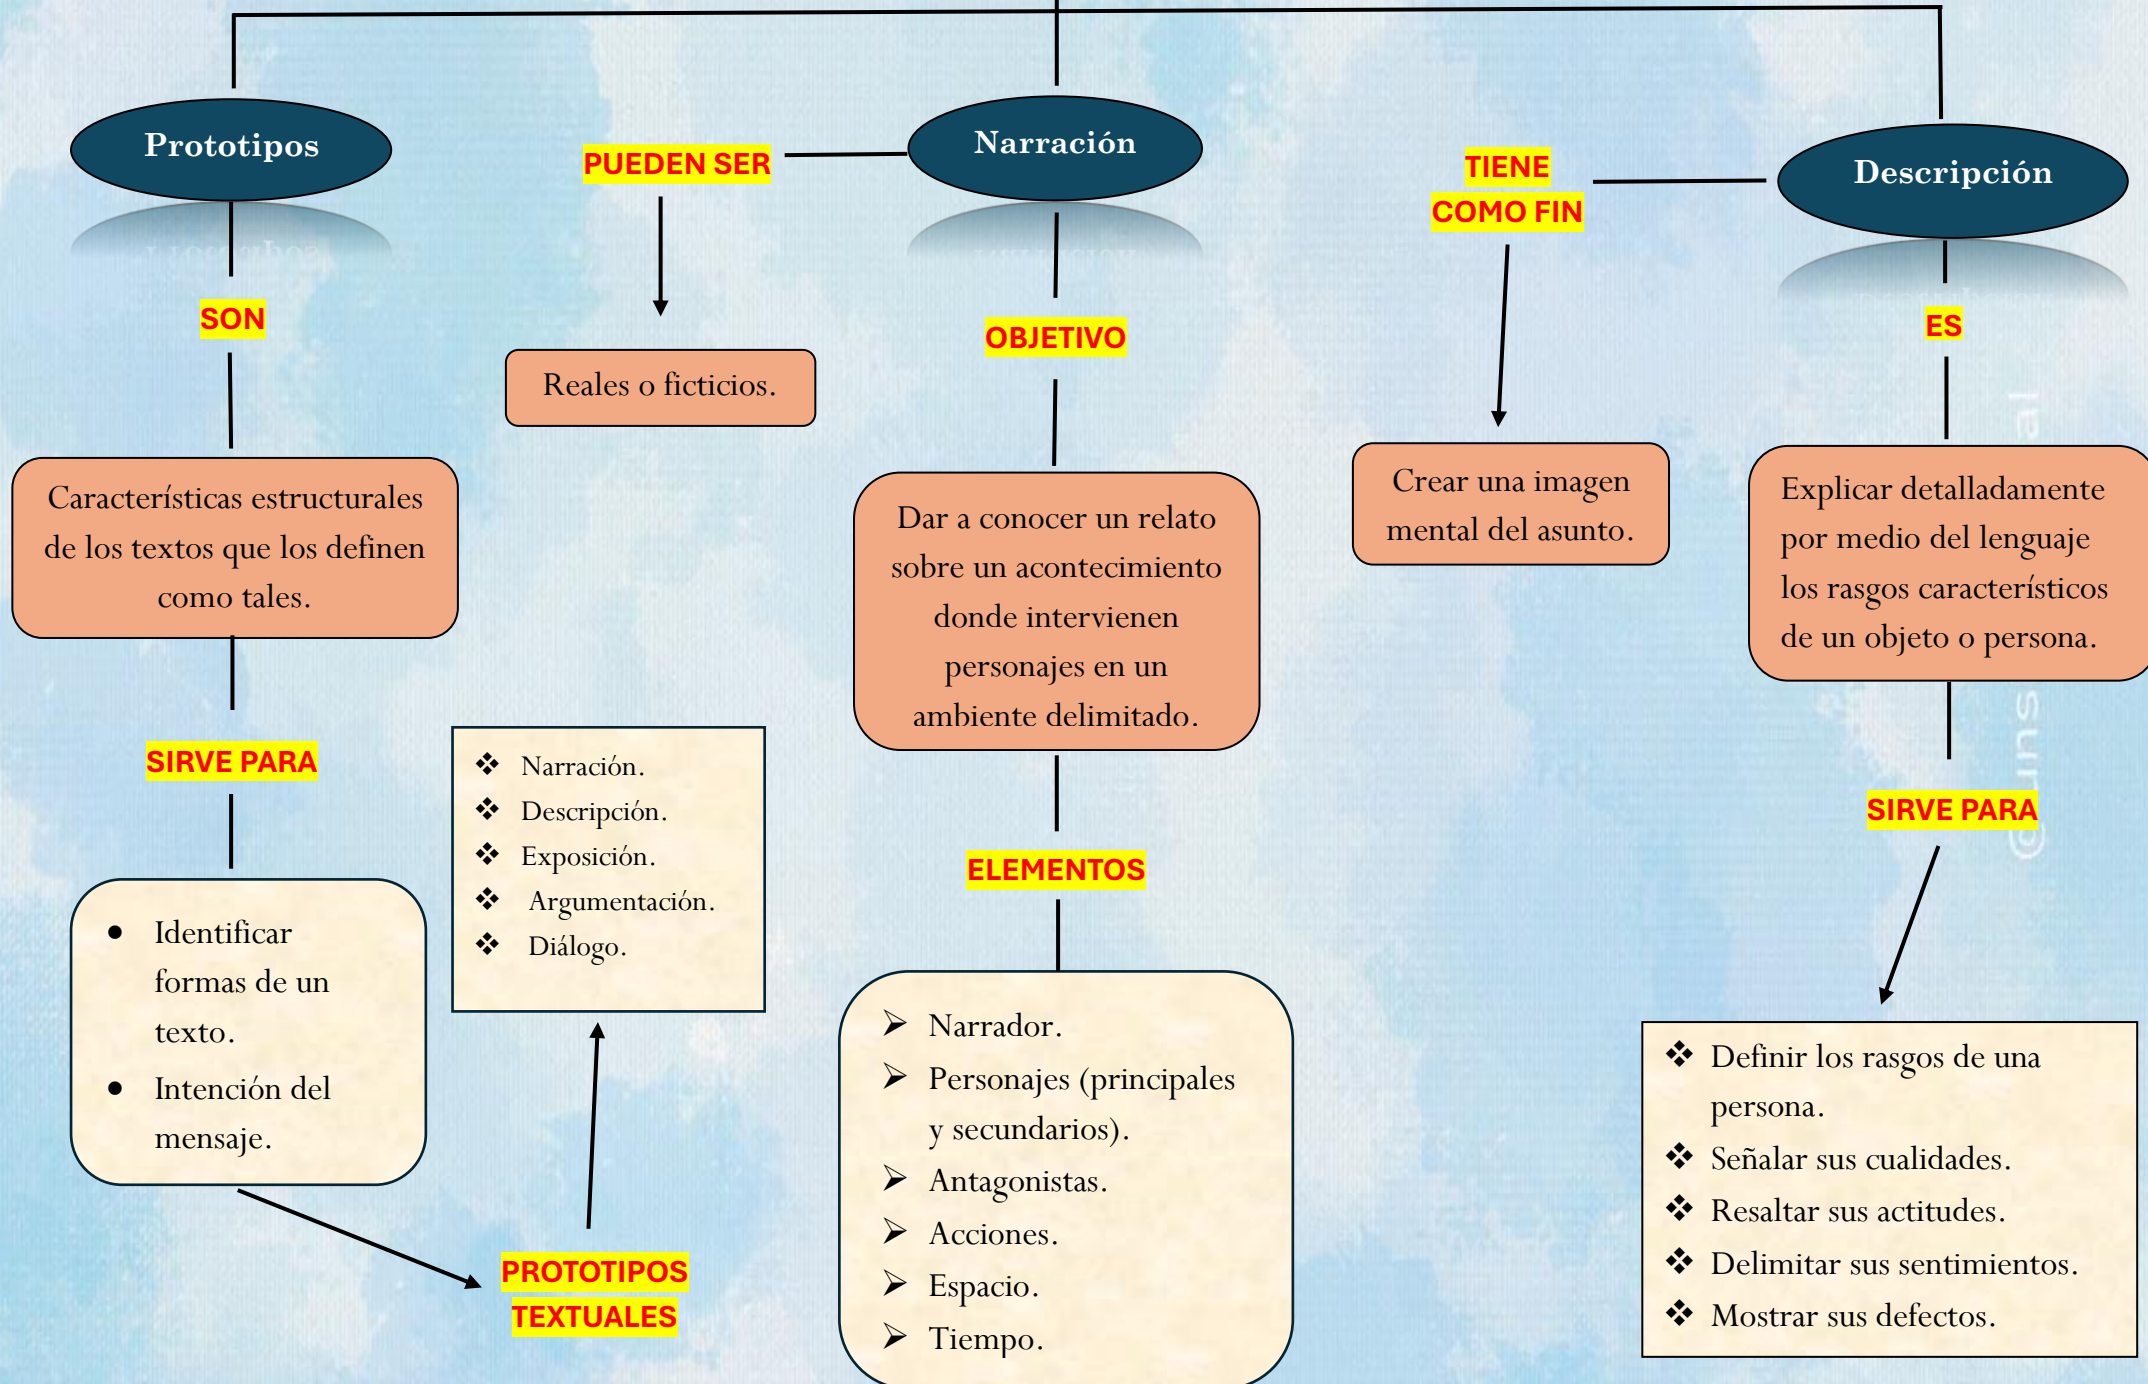 Prototipos
SON
Características estructurales
de los textos que los definen
como tales.
SIRVE PARA
● Identificar
formas de un
texto.
● Intención del
mensaje.
PROTOTIPOS
TEXTUALES
❖ Narración.
❖ Descripción.
❖ Exposición.
❖ Argumentación.
❖ Diálogo.
Narración
PUEDEN SER
Reales o ficticios.
OBJETIVO
Dar a conocer un relato
sobre un acontecimiento
donde intervienen
personajes en un
ambiente delimitado.
ELEMENTOS
➢ Narrador.
➢ Personajes (principales
y secundarios).
➢ Antagonistas.
➢ Acciones.
➢ Espacio.
➢ Tiempo.
Descripción
TIENE
COMO FIN
Crear una imagen
mental del asunto.
ES
Explicar detalladamente
por medio del lenguaje
los rasgos característicos
de un objeto o persona.
SIRVE PARA
❖ Definir los rasgos de una
persona.
❖ Señalar sus cualidades.
❖ Resaltar sus actitudes.
❖ Delimitar sus sentimientos.
❖ Mostrar sus defectos.